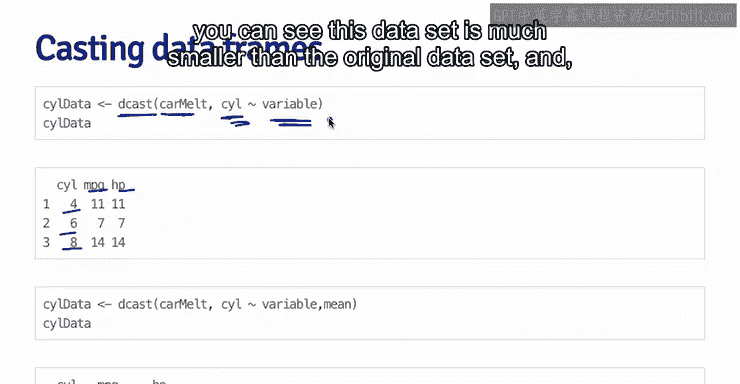 Casting data frames
you can see this data set is much
smaller than the original data set, and,
cylData <- dcast(carMelt, cyl ~ variable)
cylData
cyl mpg hp
1 4 11 11
2 6 7 7
3 8 14 14
cylData <- dcast(carMelt, cyl ~ variable,mean)
cylData